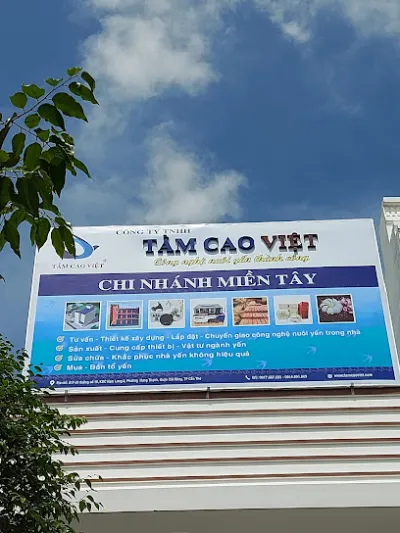 CÔNG TY TNHH
TẦM CAO VIỆT
Công nghệ nuôi yến thành công
TẦM CAO VIỆT
CHI NHÁNH MIỀN TÂY
Tư vấn - Thiết kế xây dựng - Lắp đặt - Chuyển giao công nghệ nuôi yến trong nhà
Sản xuất - Cung cấp thiết bị - Vật tư ngành yến
Sửa chữa - Khắc phục nhà yến không hiệu quả
Mua - Bán tổ yến